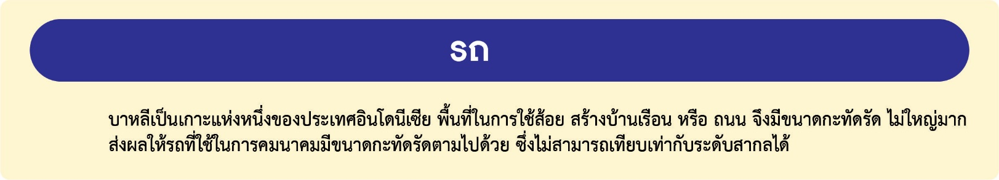 รถ
บาหลีเป็นเกาะแห่งหนึ่งของประเทศอินโดนีเซีย พื้นที่ในการใช้ส้อย สร้างบ้านเรือน หรือ ถนน จึงมีขนาดกะทัดรัด ไม่ใหญ่มาก
ส่งผลให้รถที่ใช้ในการคมนาคมมีขนาดกะทัดรัดตามไปด้วย ซึ่งไม่สามารถเทียบเท่ากับระดับสากลได้